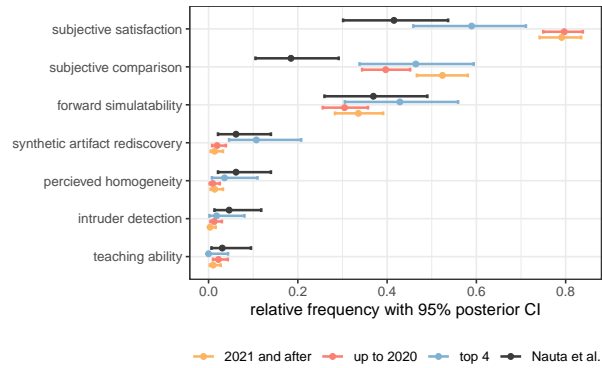 subjective satisfaction
subjective comparison
forward simulatability
synthetic artifact rediscovery
percieved homogeneity
intruder detection
teaching ability
0.0 0.2 0.4 0.6 0.8
relative frequency with 95% posterior CI
2021 and after up to 2020 top 4 Nauta et al.